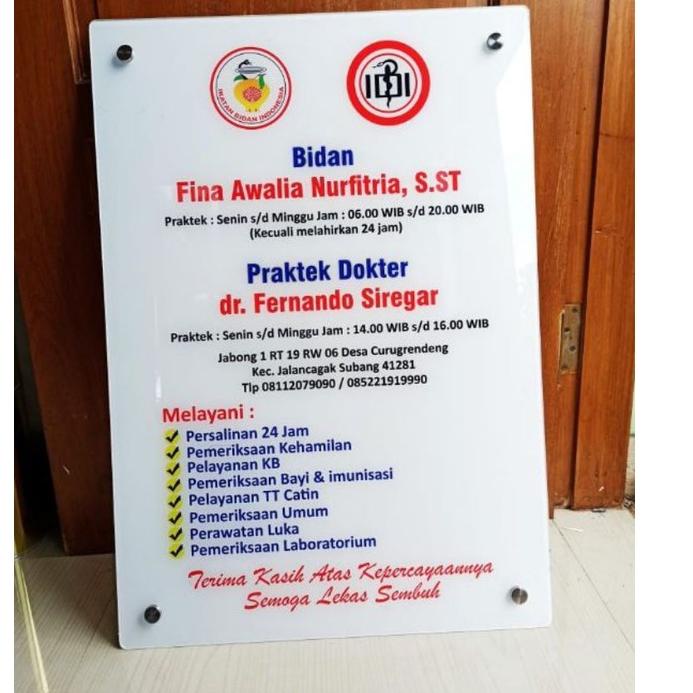 IKATAN BIDAN INDONESIA
IDI
Bidan
Fina Awalia Nurfitria, S.ST
Praktek : Senin s/d Minggu Jam : 06.00 WIB s/d 20.00 WIB
(Kecuali melahirkan 24 jam)
Praktek Dokter
dr. Fernando Siregar
Praktek : Senin s/d Minggu Jam : 14.00 WIB s/d 16.00 WIB
Jabong 1 RT 19 RW 06 Desa Curugrendeng
Kec. Jalancagak Subang 41281
Tlp 08112079090 / 085221919990
Melayani :
Persalinan 24 Jam
Pemeriksaan Kehamilan
Pelayanan KB
Pemeriksaan Bayi & imunisasi
Pelayanan TT Catin
Pemeriksaan Umum
Perawatan Luka
Pemeriksaan Laboratorium
Terima Kasih Atas Kepercayaannya
Semoga Lekas Sembuh